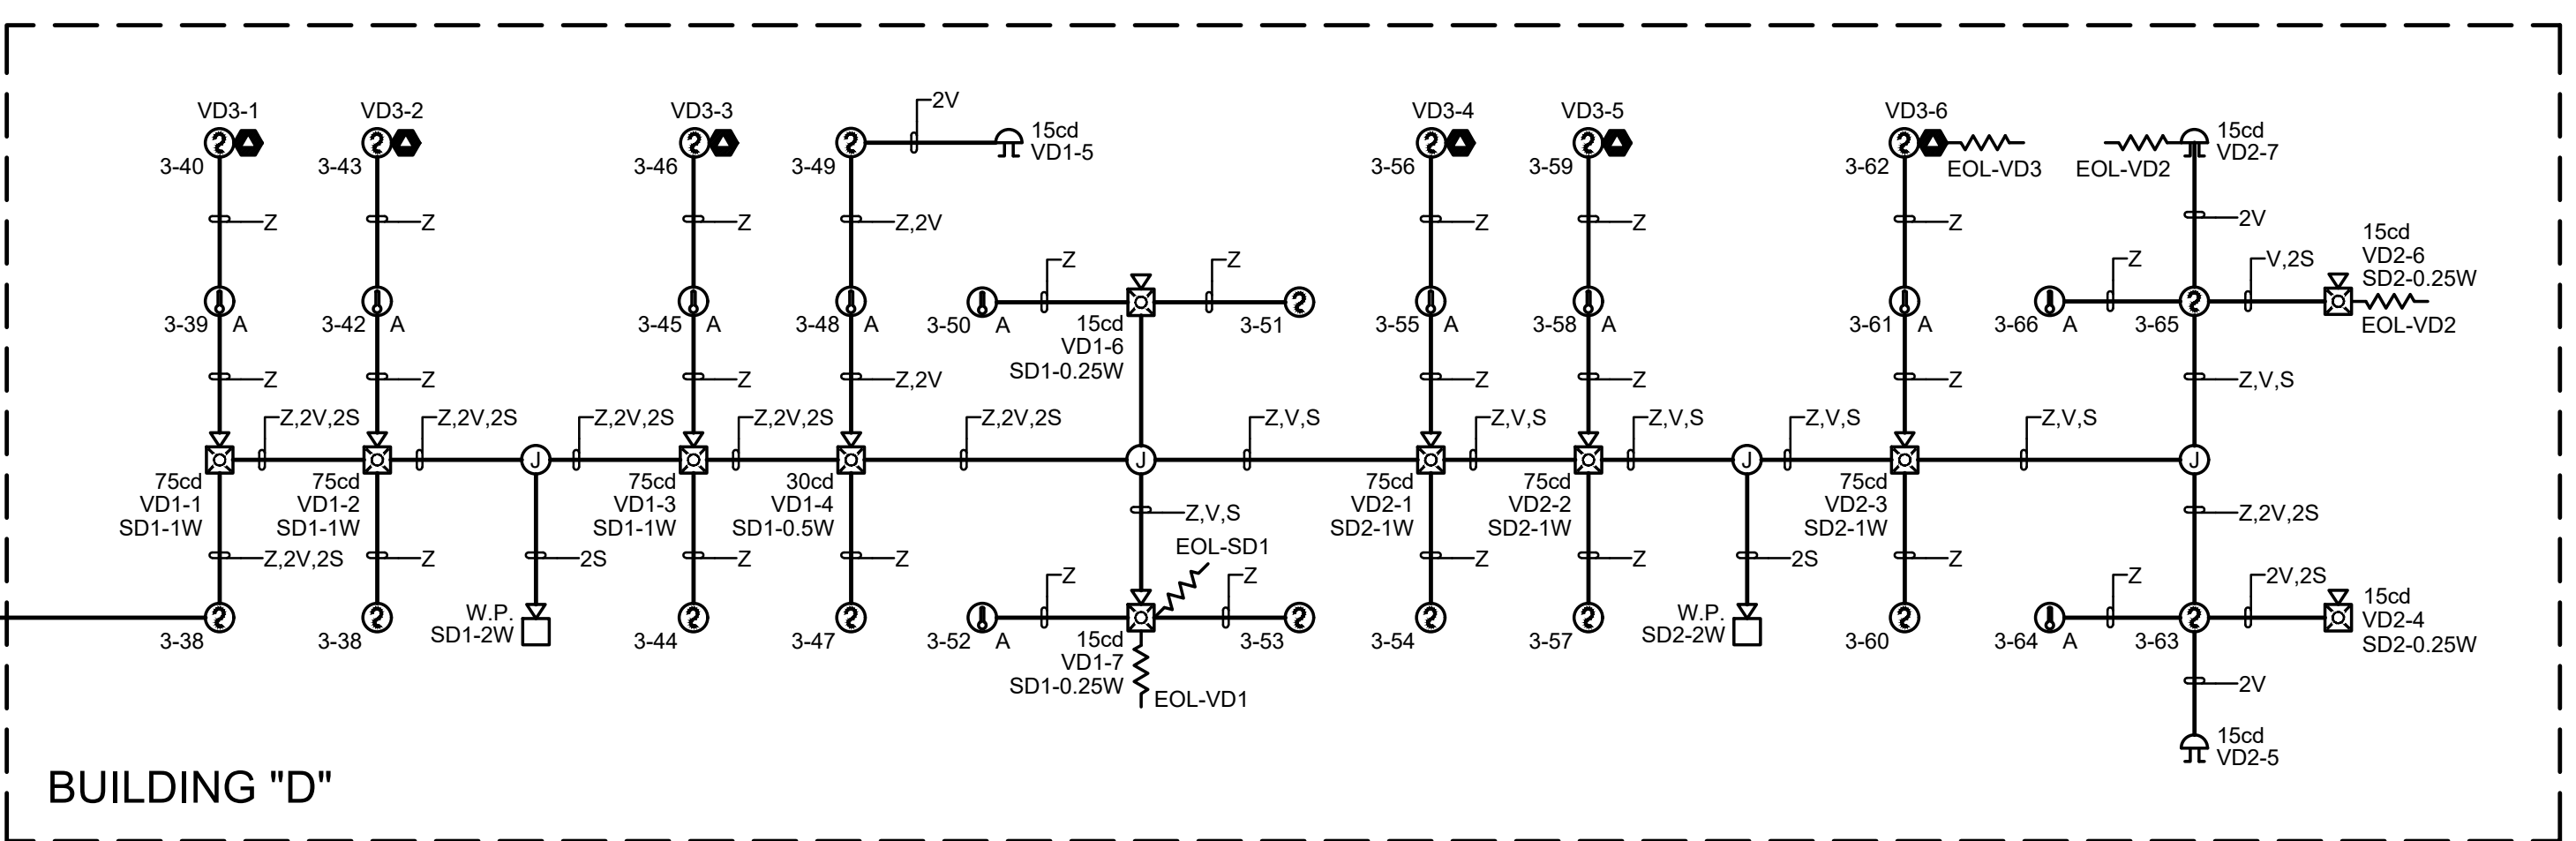 VD3-1
VD3-2
VD3-3
2V
15cd
VD1-5
VD3-4
VD3-5
VD3-6
15cd
VD2-7
3-40
3-43
3-46
3-49
3-56
3-59
3-62
EOL-VD3
EOL-VD2
Z
Z
Z
Z,2V
Z
Z
Z
2V
Z
Z
Z
V,2S
15cd
VD2-6
SD2-0.25W
3-39 A
3-42 A
3-45 A
3-48 A
3-50 A
15cd
VD1-6
SD1-0.25W
3-51
3-55 A
3-58 A
3-61 A
3-66 A
3-65
EOL-VD2
Z
Z
Z
Z,2V
Z
Z
Z
Z,V,S
Z,2V,2S
Z,2V,2S
Z,2V,2S
Z,2V,2S
Z,2V,2S
Z,V,S
Z,V,S
Z,V,S
Z,V,S
Z,V,S
J
J
J
J
75cd
VD1-1
SD1-1W
75cd
VD1-2
SD1-1W
75cd
VD1-3
SD1-1W
30cd
VD1-4
SD1-0.5W
75cd
VD2-1
SD2-1W
75cd
VD2-2
SD2-1W
75cd
VD2-3
SD2-1W
Z,V,S
Z,2V,2S
Z,2V,2S
Z
2S
Z
Z
EOL-SD1
Z
Z
2S
Z
Z
Z
Z
2V,2S
3-38
3-38
W.P.
SD1-2W
3-44
3-47
3-52 A
15cd
VD1-7
SD1-0.25W
3-53
3-54
3-57
W.P.
SD2-2W
3-60
3-64 A
3-63
15cd
VD2-4
SD2-0.25W
EOL-VD1
2V
15cd
VD2-5
BUILDING "D"